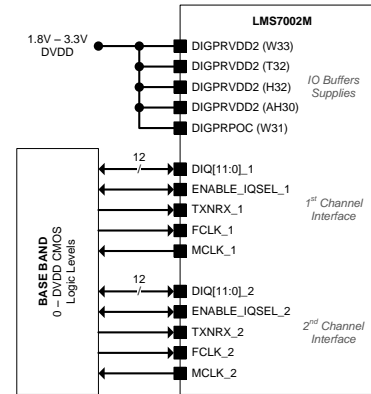 LMS7002M
1.8V – 3.3V
DVDD
DIGPRVDD2 (W33)
DIGPRVDD2 (T32)
DIGPRVDD2 (H32)
DIGPRVDD2 (AH30)
DIGPRPOC (W31)
IO Buffers
Supplies
BASEBAND
0 – DVDD CMOS
Logic Levels
12
DIQ[11:0]_1
ENABLE_IQSEL_1
TXNRX_1
FCLK_1
MCLK_1
1st Channel
Interface
12
DIQ[11:0]_2
ENABLE_IQSEL_2
TXNRX_2
FCLK_2
MCLK_2
2nd Channel
Interface